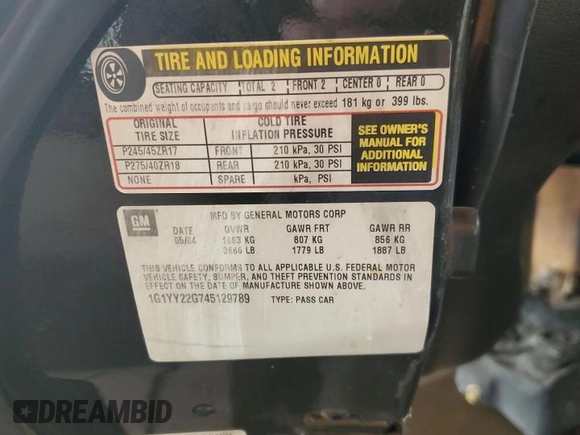 TIRE AND LOADING INFORMATION
SEATING CAPACITY TOTAL 2 FRONT 2 CENTER 0 REAR 0
The combined weight of occupants and cargo should never exceed 181 kg or 399 lbs.
ORIGINAL TIRE SIZE COLD TIRE INFLATION PRESSURE
P245/45ZR17 FRONT 210 kPa, 30 PSI
P275/40ZR18 REAR 210 kPa, 30 PSI
NONE SPARE kPa, PSI
SEE OWNER'S
MANUAL FOR
ADDITIONAL
INFORMATION
GM
MFD BY GENERAL MOTORS CORP
DATE GVWR GAWR FRT GAWR RR
05/04 1663 KG 807 KG 856 KG
3666 LB 1779 LB 1887 LB
THIS VEHICLE CONFORMS TO ALL APPLICABLE U.S. FEDERAL MOTOR
VEHICLE SAFETY, BUMPER, AND THEFT PREVENTION STANDARDS IN
EFFECT ON THE DATE OF MANUFACTURE SHOWN ABOVE.
1G1YY22G745129789 TYPE: PASS CAR
DREAMBID